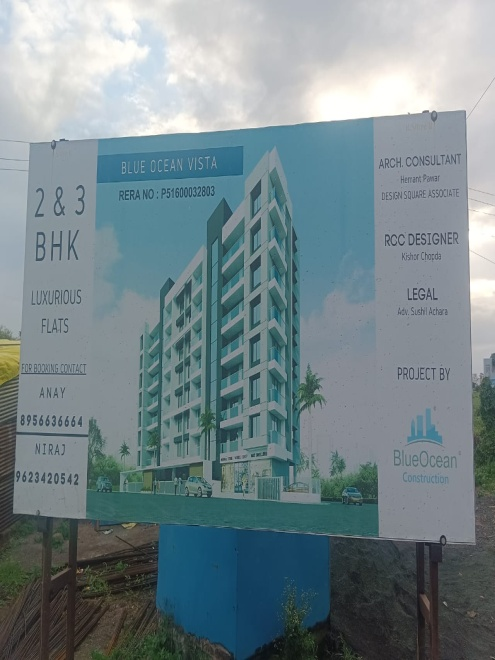 BLUE OCEAN VISTA
RERA NO : P51600032803
2 & 3
BHK
LUXURIOUS
FLATS
FOR BOOKING CONTACT
ANAY
8956636664
NIRAJ
9623420542
ARCH. CONSULTANT
Hemant Pawar
DESIGN SQUARE ASSOCIATE
RCC DESIGNER
Kishor Chopda
LEGAL
Adv. Sushil Achara
PROJECT BY
BlueOcean
Construction